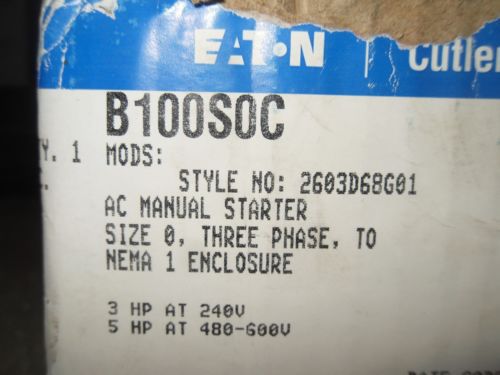 EAT•N Cutler
B100S0C
Y. 1 MODS:
STYLE NO: 2603D68G01
AC MANUAL STARTER
SIZE 0, THREE PHASE, TO
NEMA 1 ENCLOSURE
3 HP AT 240V
5 HP AT 480-600V